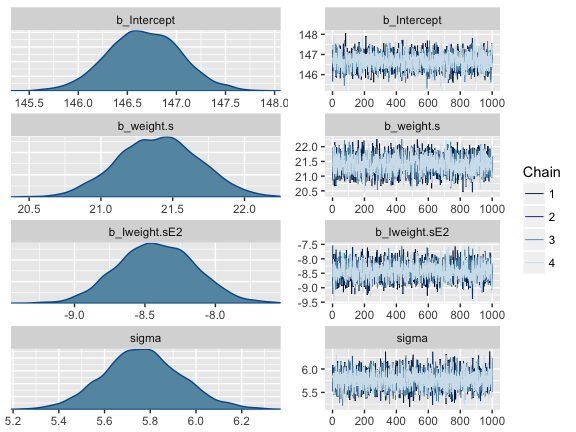 b_Intercept
145.5 146.0 146.5 147.0 147.5 148.0
b_Intercept
148
147
146
0 200 400 600 800 1000
b_weight.s
20.5 21.0 21.5 22.0
b_weight.s
22.0
21.5
21.0
20.5
0 200 400 600 800 1000
b_Iweight.sE2
-9.0 -8.5 -8.0
b_Iweight.sE2
-7.5
-8.0
-8.5
-9.0
-9.5
0 200 400 600 800 1000
sigma
5.2 5.4 5.6 5.8 6.0 6.2
sigma
6.0
5.5
0 200 400 600 800 1000
Chain
1
2
3
4